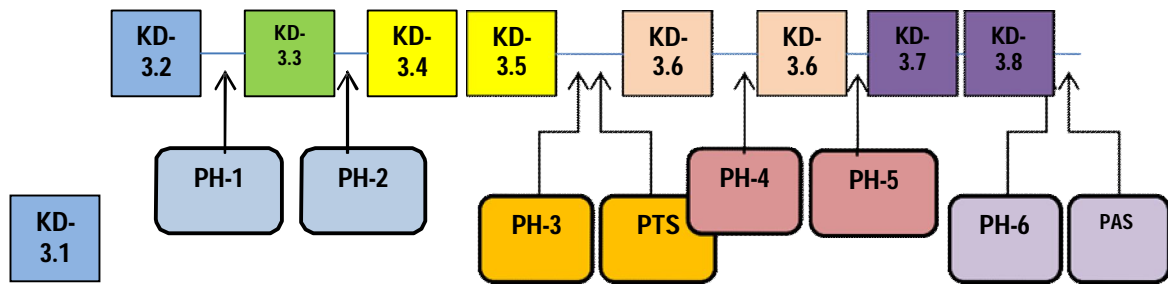 KD-
3.2
KD-
3.3
KD-
3.4
KD-
3.5
KD-
3.6
KD-
3.6
KD-
3.7
KD-
3.8
PH-1
PH-2
PH-4
PH-5
KD-
3.1
PH-3
PTS
PH-6
PAS